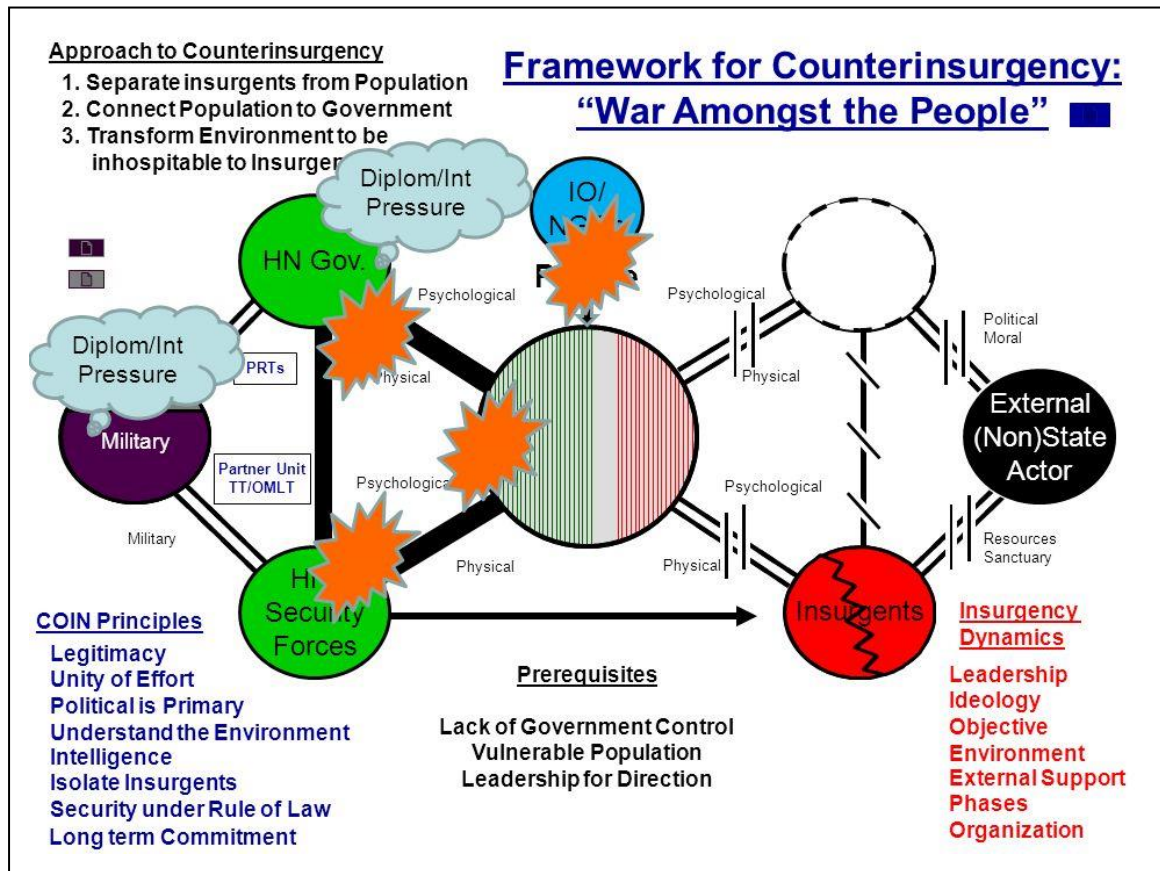 Approach to Counterinsurgency
1. Separate insurgents from Population
2. Connect Population to Government
3. Transform Environment to be
inhospitable to
Framework for Counterinsurgency:
“War Amongst the People”
Diplom/Int
Pressure
IO/
HN Gov.
Psychological
Psychological
Political
Moral
Diplom/Int
Pressure
PRTs
Physical
External
(Non)State
Actor
Military
Partner Unit
TT/OMLT
Psychological
Psychological
Military
Physical
Physical
Resources
Sanctuary
Security
Forces
Insurgents
COIN Principles
Legitimacy
Unity of Effort
Political is Primary
Understand the Environment
Intelligence
Isolate Insurgents
Security under Rule of Law
Long term Commitment
Prerequisites
Lack of Government Control
Vulnerable Population
Leadership for Direction
Insurgency
Dynamics
Leadership
Ideology
Objective
Environment
External Support
Phases
Organization